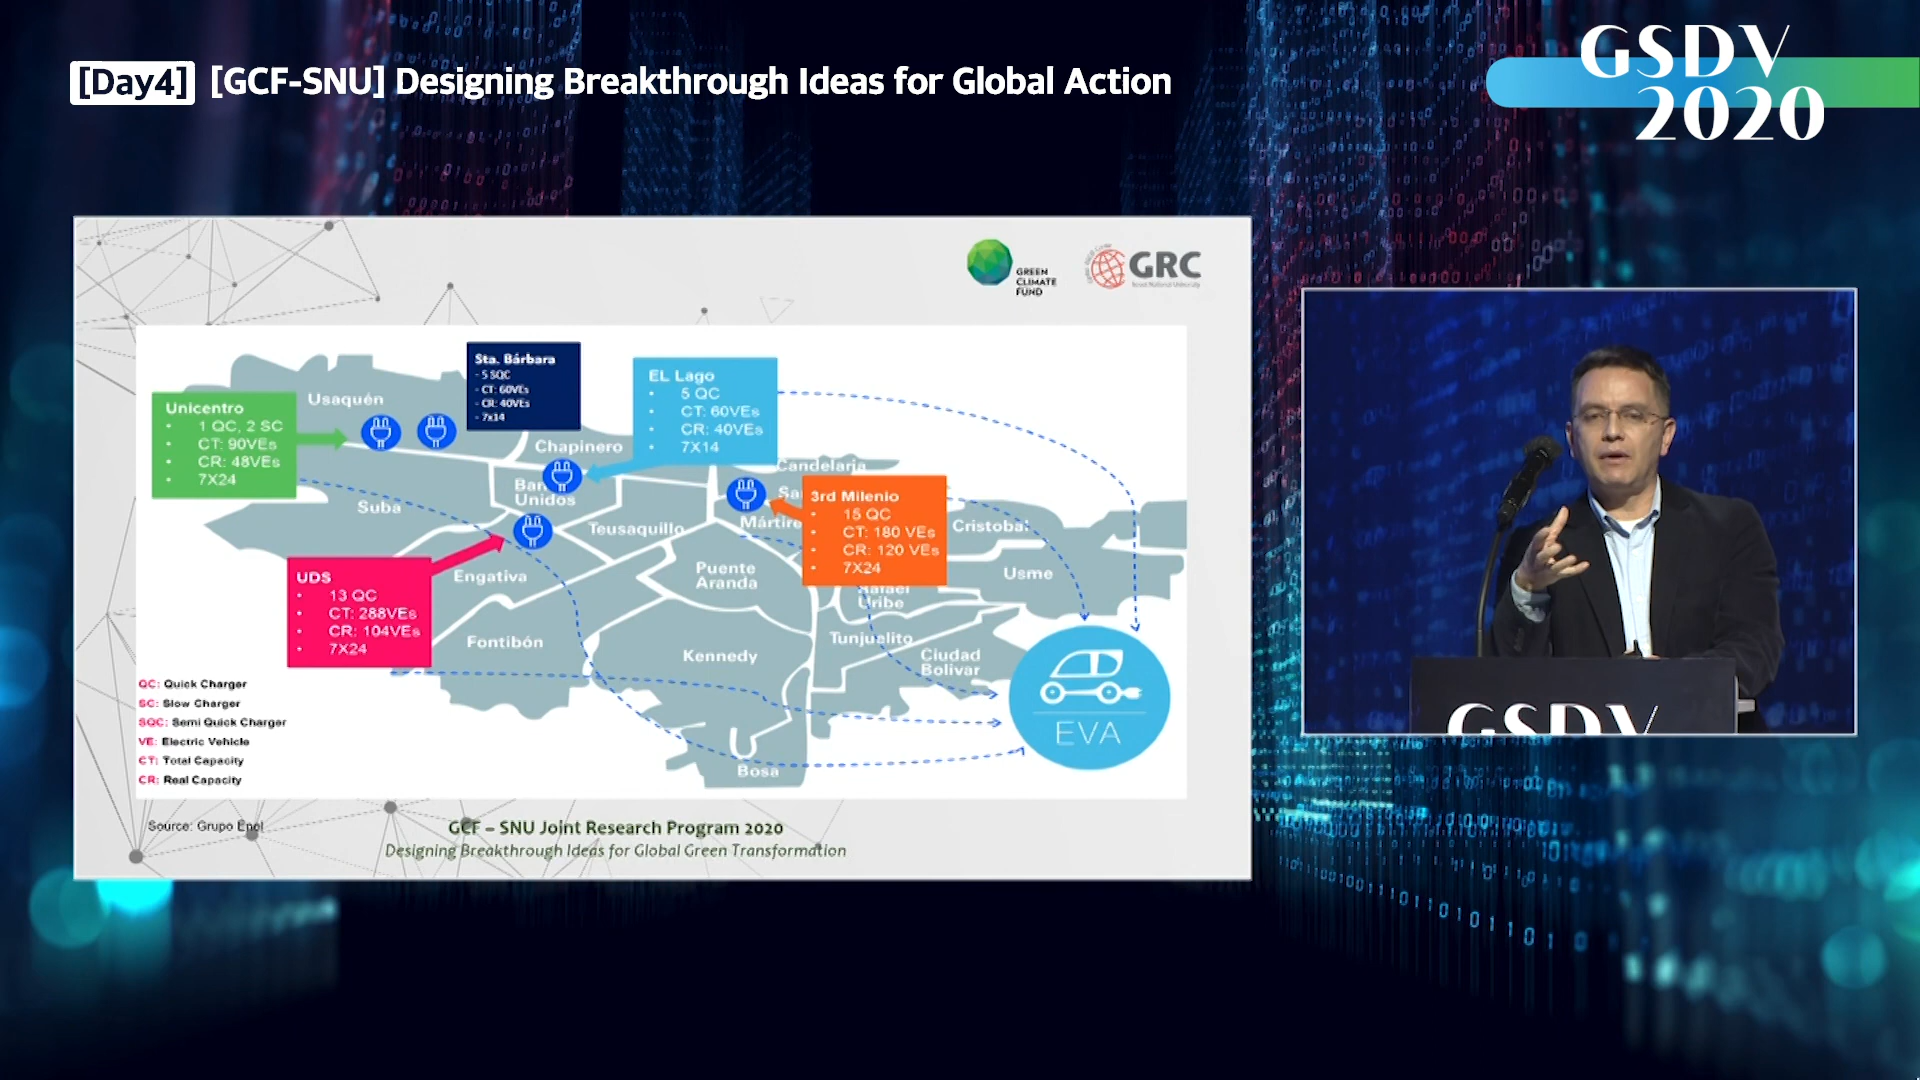 [Day4] [GCF-SNU] Designing Breakthrough Ideas for Global Action
GSDV
2020
GREEN
CLIMATE
FUND
GRC
Usaquén
Sta. Bárbara
- 5 SQC
- CT: 60VEs
- CR: 40VEs
- 7x14
EL Lago
• 5 QC
• CT: 60VEs
• CR: 40VEs
• 7X14
Unicentro
• 1 QC, 2 SC
• CT: 90VEs
• CR: 48VEs
• 7X24
Chapinero
Candelaria
Unidos
Suba
Teusaquillo
3rd Milenio
• 15 QC
• CT: 180 VEs
• CR: 120 VEs
• 7X24
Cristobal
UDS
• 13 QC
• CT: 288VEs
• CR: 104VEs
• 7X24
Engativa
Puente
Aranda
Usme
Rafael
Uribe
Fontibón
Kennedy
Tunjuelito
Ciudad
Bolivar
Bosa
EVA
QC: Quick Charger
SC: Slow Charger
SQC: Semi Quick Charger
VE: Electric Vehicle
CT: Total Capacity
CR: Real Capacity
Source: Grupo Enel
GCF – SNU Joint Research Program 2020
Designing Breakthrough Ideas for Global Green Transformation
GSDV